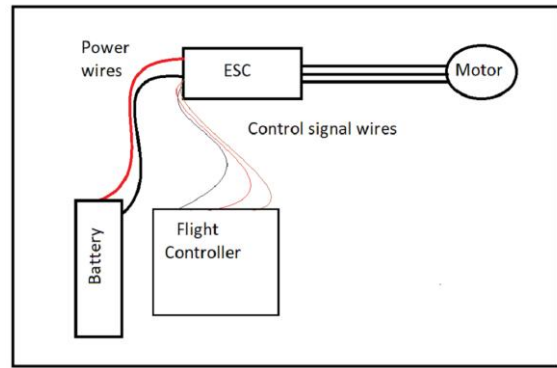 Power
wires
ESC
Motor
Control signal wires
Battery
Flight
Controller